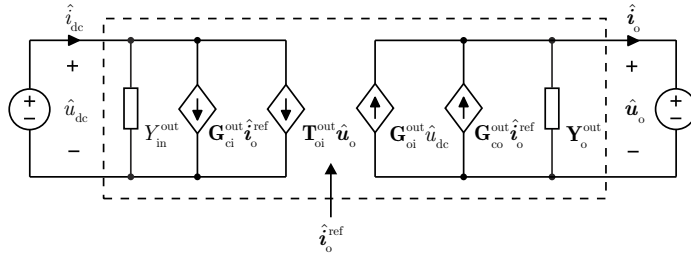 î_dc
î_o
+
+
û_dc
Y_in^out
G_ci^out î_o^ref
T_oi^out û_o
G_oi^out û_dc
G_co^out î_o^ref
Y_o^out
û_o
+
−
+
−
−
−
î_o^ref